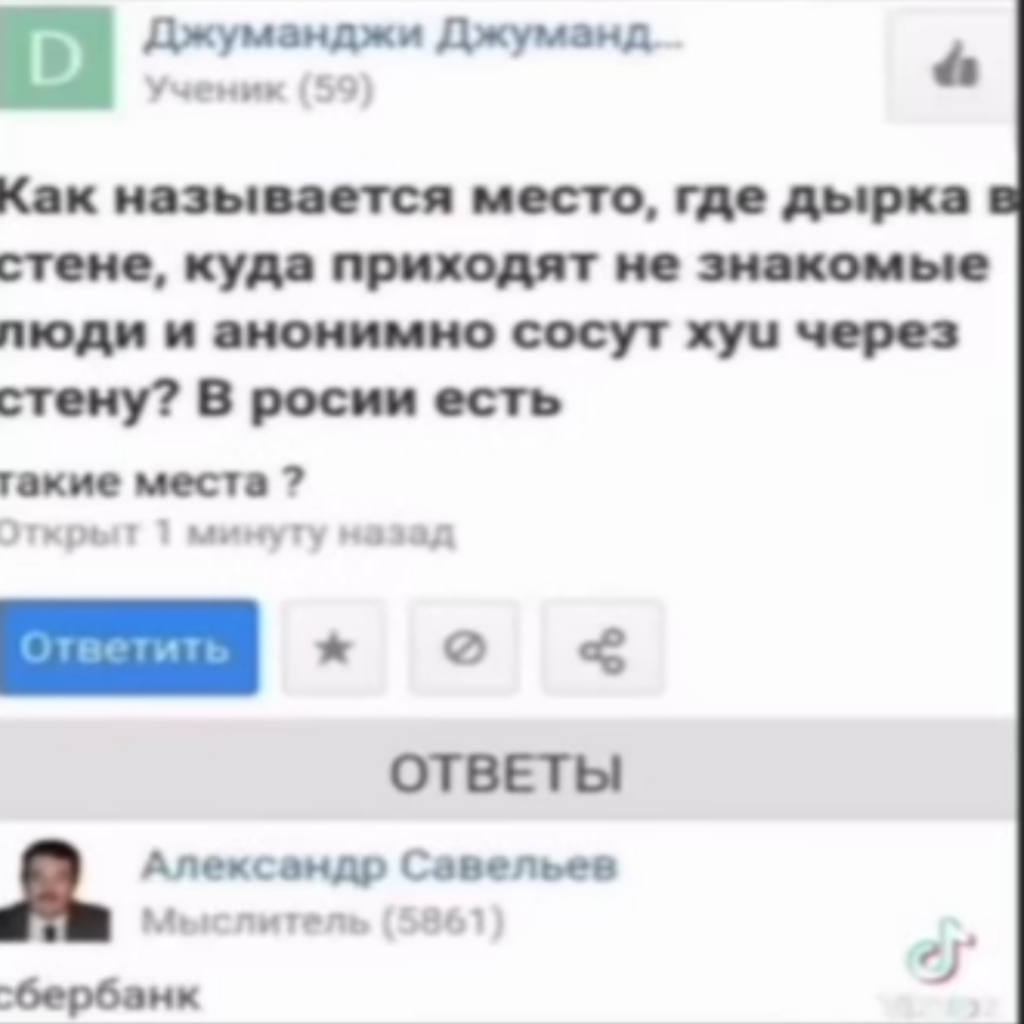 D
Джуманджи Джуманд...
Ученик (59)
Как называется место, где дырка в
стене, куда приходят не знакомые
люди и анонимно сосут хуu через
стену? В росии есть
такие места ?
Открыт 1 минуту назад
Ответить
ОТВЕТЫ
Александр Савельев
Мыслитель (5861)
сбербанк